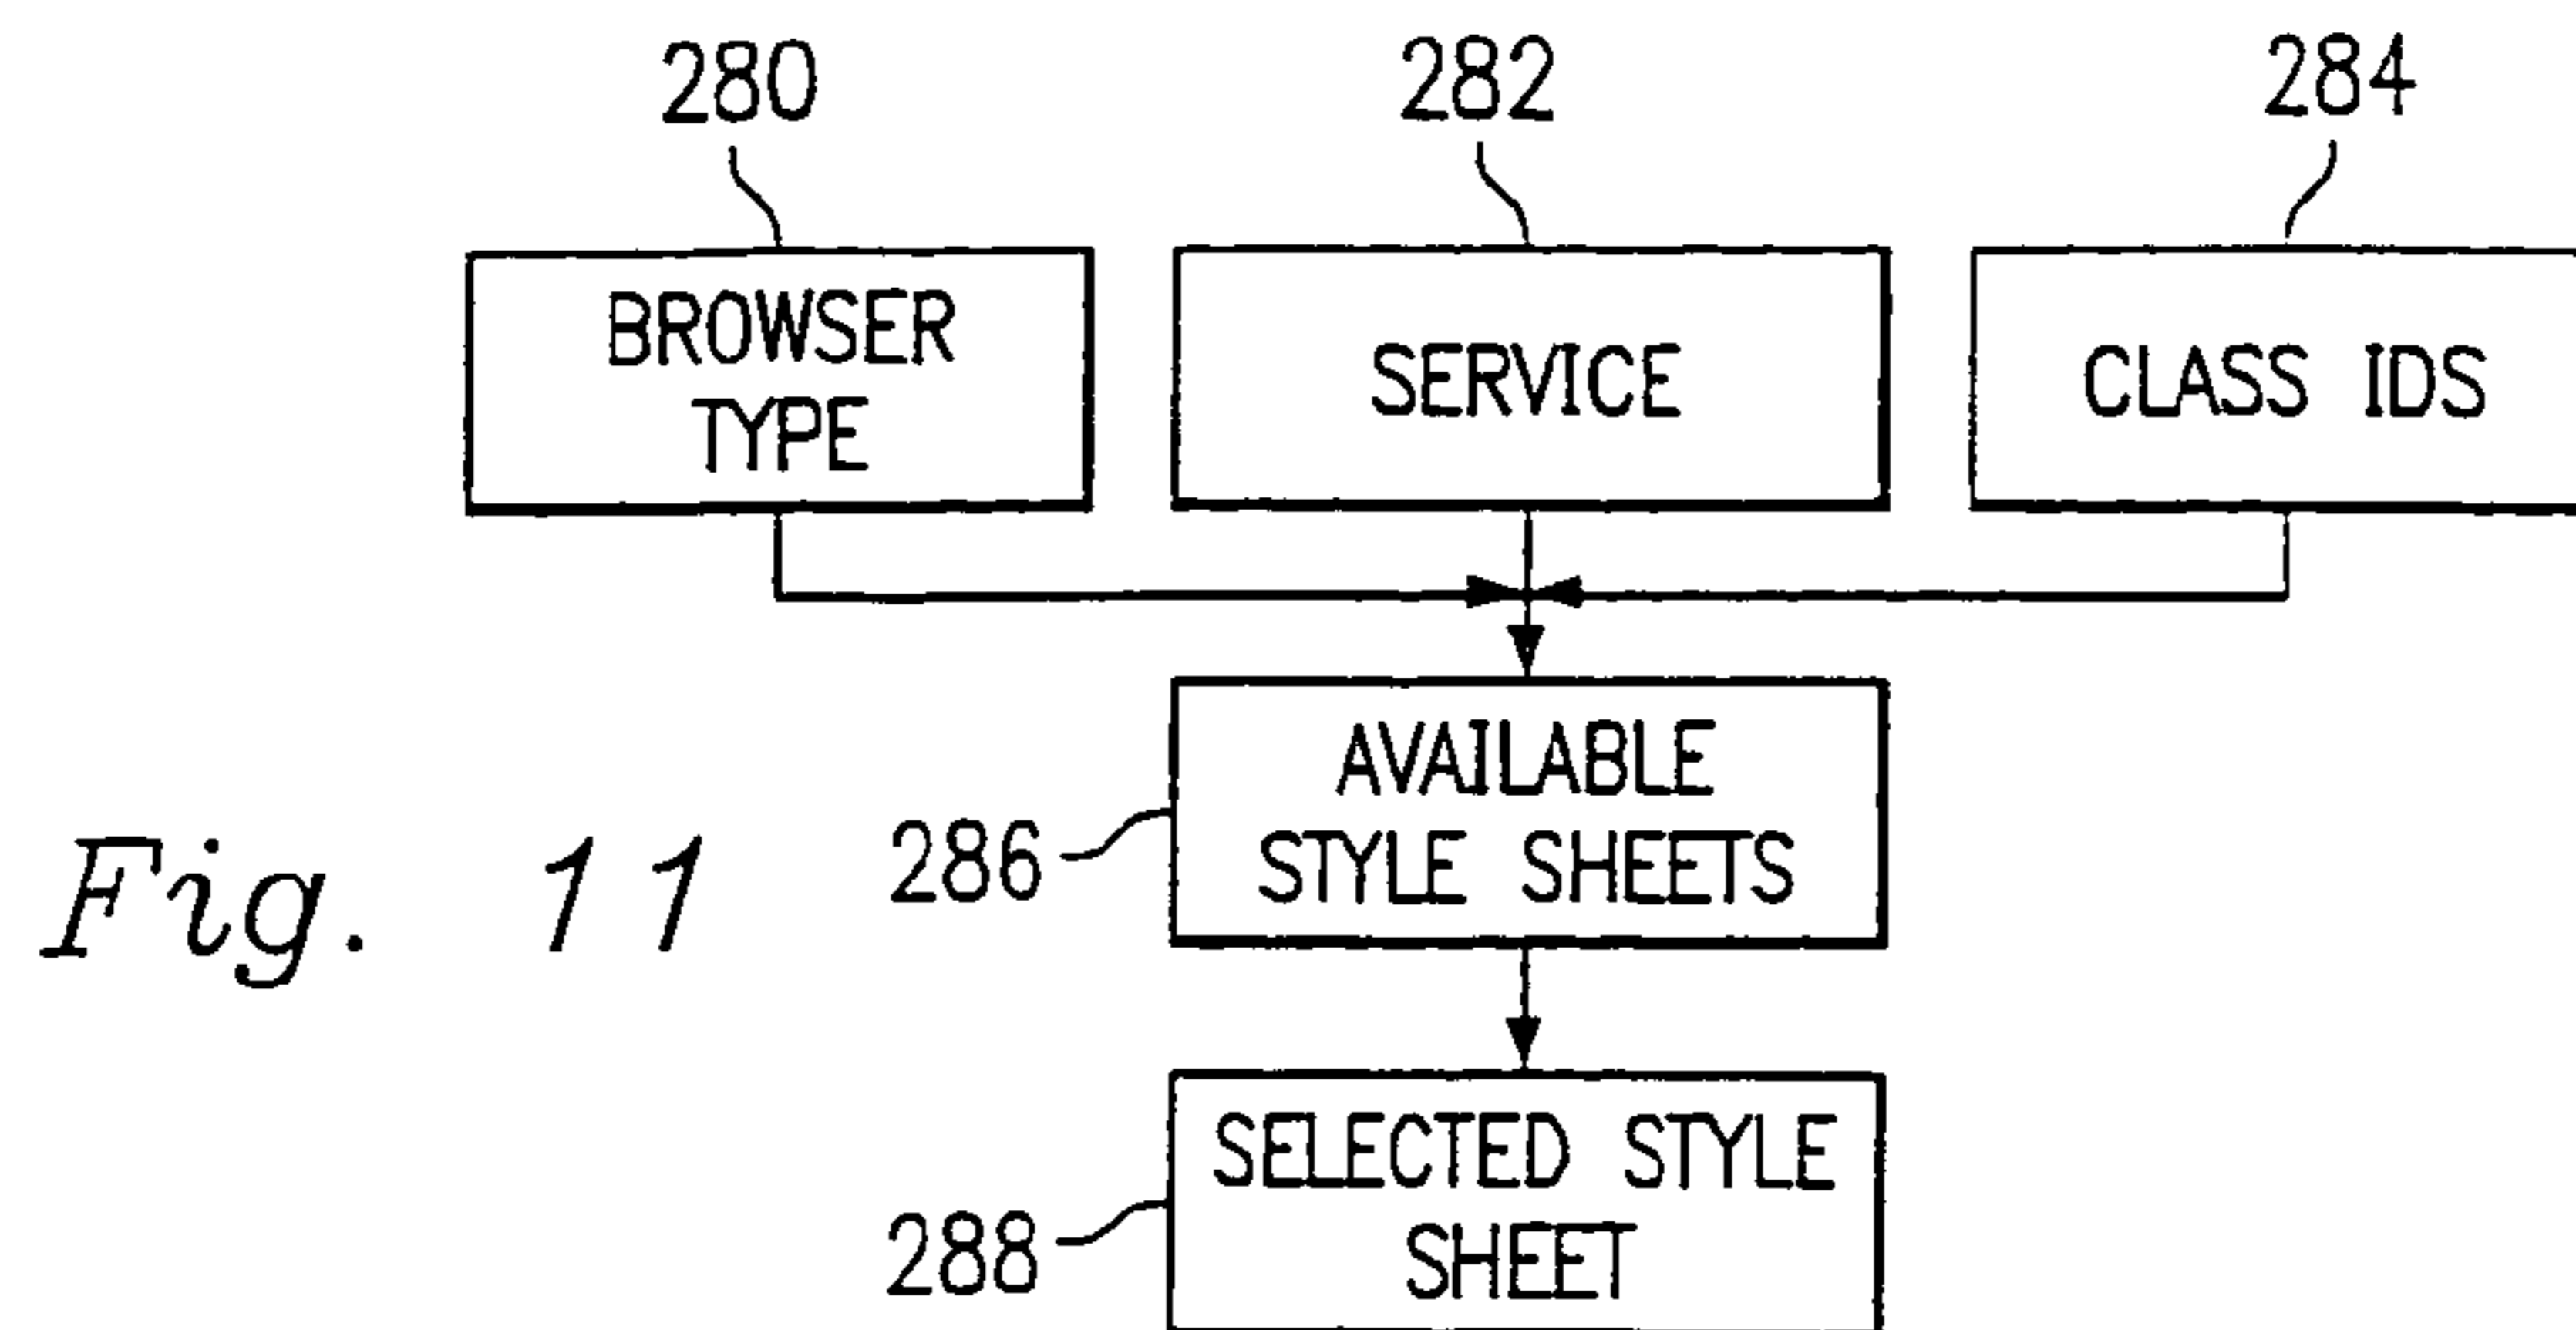 280
282
284
BROWSER
TYPE
SERVICE
CLASS IDS
AVAILABLE
STYLE SHEETS
286
Fig. 11
SELECTED STYLE
SHEET
288